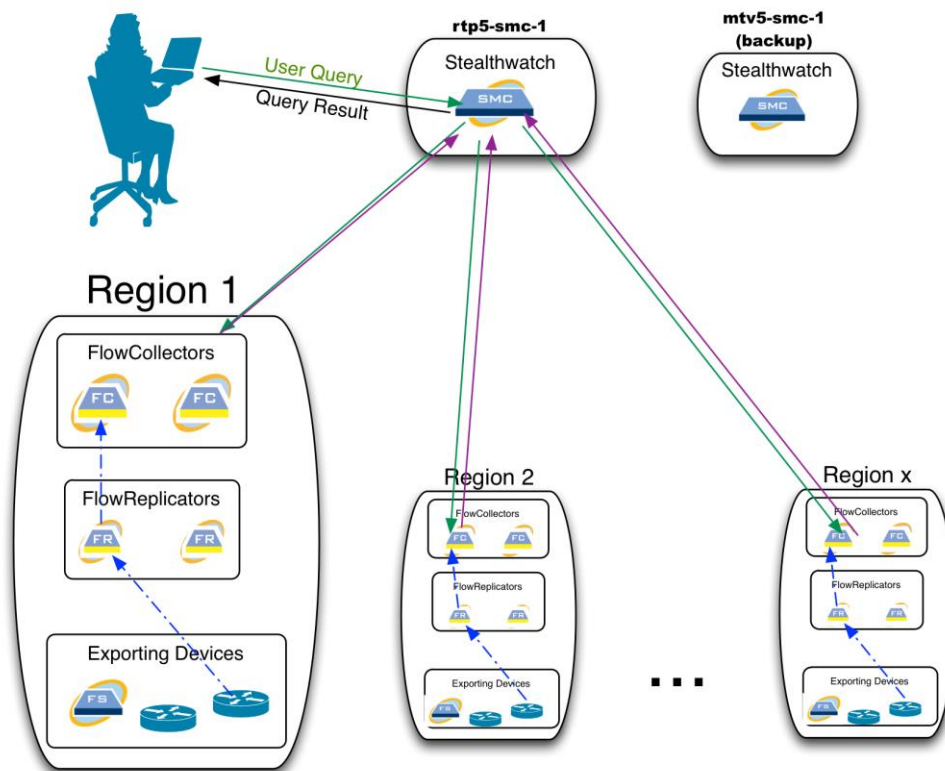 rtp5-smc-1
Stealthwatch
SMC
mtv5-smc-1
(backup)
Stealthwatch
SMC
User Query
Query Result
Region 1
FlowCollectors
FC
FC
FlowReplicators
FR
FR
Exporting Devices
FS
Region 2
FlowCollectors
FC
FC
FlowReplicators
FR
FR
Exporting Devices
FS
...
Region x
FlowCollectors
FC
FC
FlowReplicators
FR
FR
Exporting Devices
FS